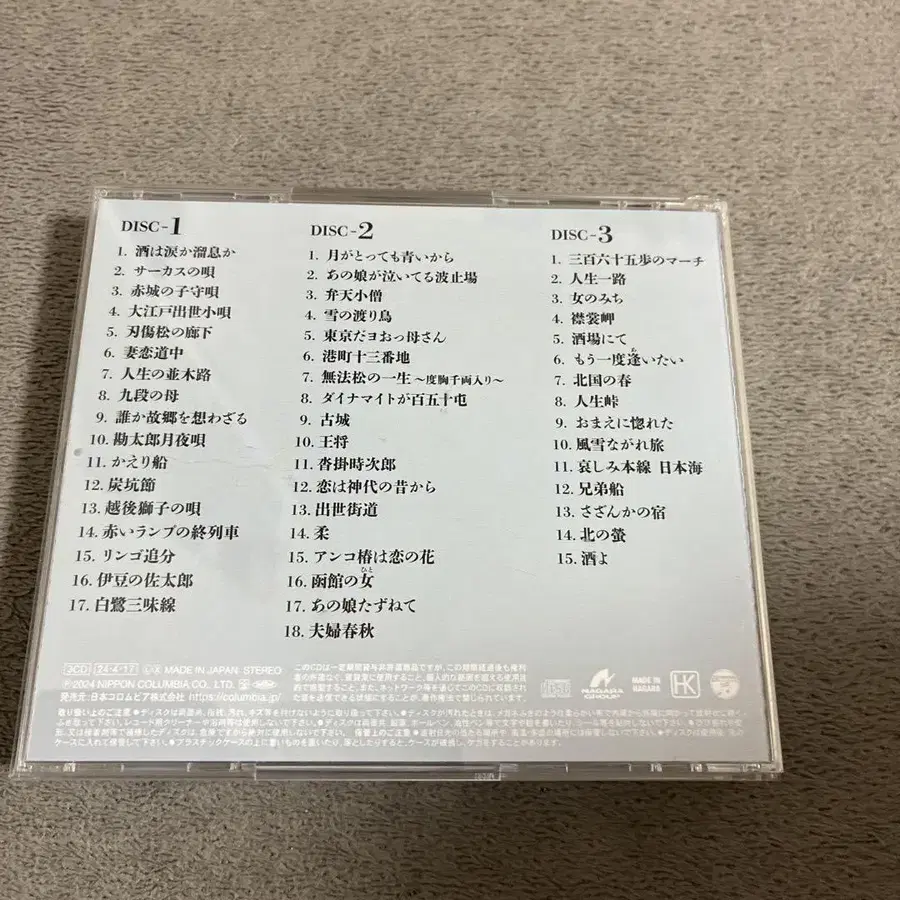 DISC-1
1. 酒は涙か溜息か
2. サーカスの唄
3. 赤城の子守唄
4. 大江戸出世小唄
5. 刃傷松の廊下
6. 妻恋道中
7. 人生の並木路
8. 九段の母
9. 誰か故郷を想わざる
10. 勘太郎月夜唄
11. かえり船
12. 炭坑節
13. 越後獅子の唄
14. 赤いランプの終列車
15. リンゴ追分
16. 伊豆の佐太郎
17. 白鷺三味線
DISC-2
1. 月がとっても青いから
2. あの娘が泣いてる波止場
3. 弁天小僧
4. 雪の渡り鳥
5. 東京だヨおっ母さん
6. 港町十三番地
7. 無法松の一生 〜度胸千両入り〜
8. ダイナマイトが百五十屯
9. 古城
10. 王将
11. 沓掛時次郎
12. 恋は神代の昔から
13. 出世街道
14. 柔
15. アンコ椿は恋の花
16. 函館の女
ひと
17. あの娘たずねて
18. 夫婦春秋
DISC-3
1. 三百六十五歩のマーチ
2. 人生一路
3. 女のみち
4. 襟裳岬
5. 酒場にて
6. もう一度逢いたい
あ
7. 北国の春
8. 人生峠
9. おまえに惚れた
10. 風雪ながれ旅
11. 哀しみ本線 日本海
12. 兄弟船
13. さざんかの宿
14. 北の螢
15. 酒よ
3CD 24・4・17 MADE IN JAPAN: STEREO
Ⓟ2024 NIPPON COLUMBIA CO., LTD.
発売元:日本コロムビア株式会社 https://columbia.jp/
NAGARA
GROUP
MADE IN
NAGARA
HK